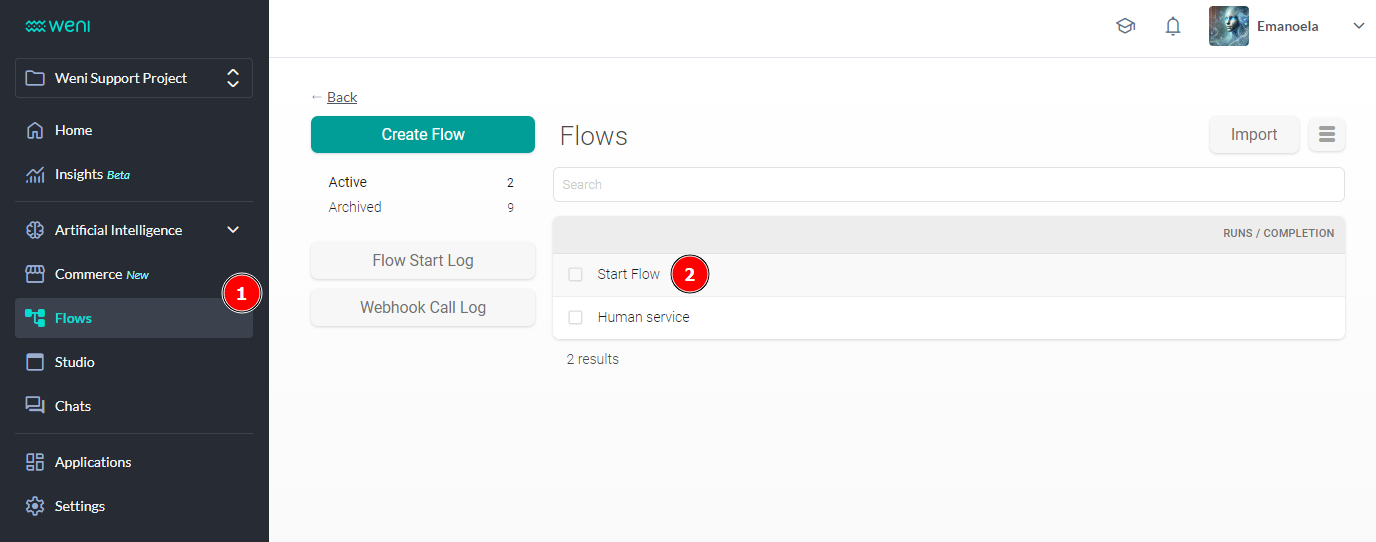 weni
Emanoela
Weni Support Project
Home
Insights Beta
Artificial Intelligence
Commerce New
1
Flows
Studio
Chats
Applications
Settings
← Back
Create Flow
Active 2
Archived 9
Flow Start Log
Webhook Call Log
Flows
Import
Search
RUNS / COMPLETION
Start Flow 2
Human service
2 results